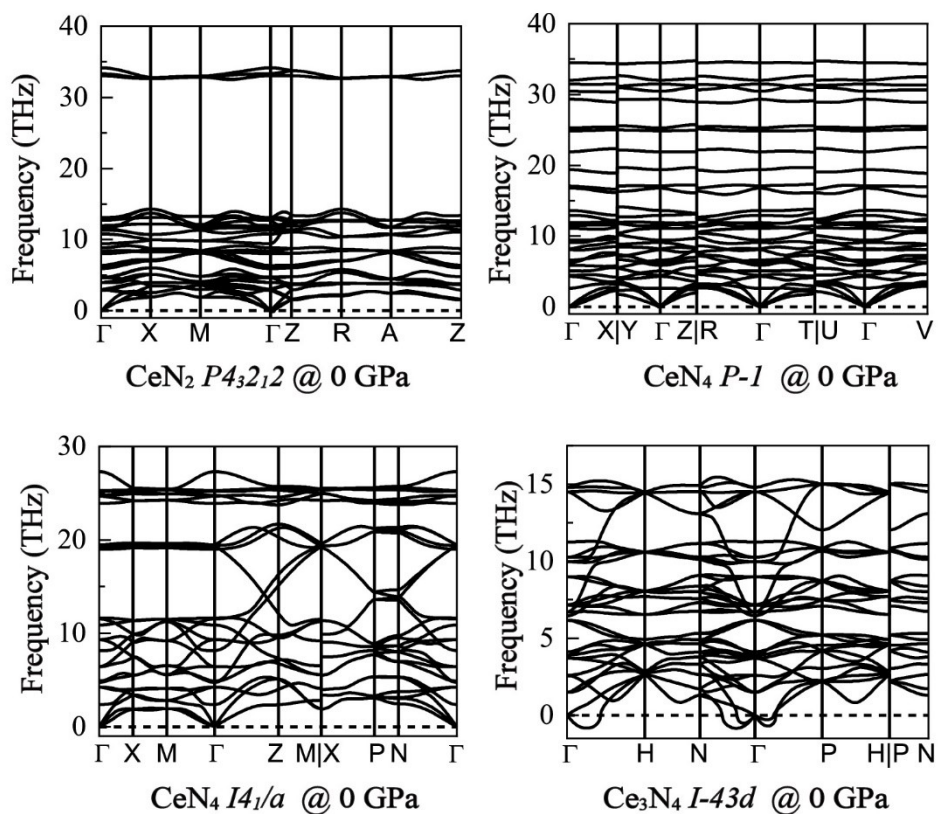 40
30
20
10
0
Frequency (THz)
Γ X M Γ Z R A Z
CeN₂ P4₃2₁2 @ 0 GPa
40
30
20
10
0
Frequency (THz)
Γ X|Y Γ Z|R Γ T|U Γ V
CeN₄ P-1 @ 0 GPa
30
20
10
0
Frequency (THz)
Γ X M Γ Z M|X P N Γ
CeN₄ I4₁/a @ 0 GPa
15
10
5
0
Frequency (THz)
Γ H N Γ P H|P N
Ce₃N₄ I-43d @ 0 GPa